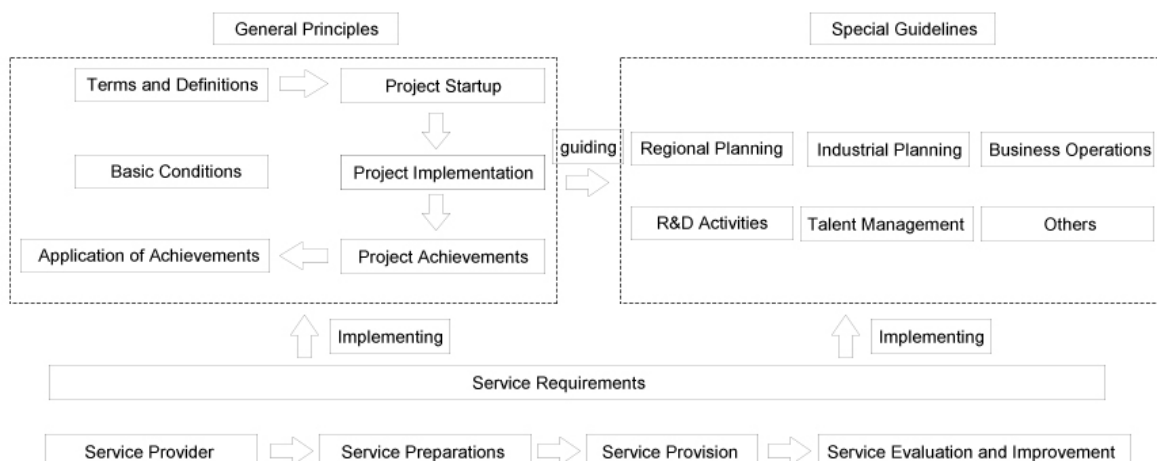 General Principles
Special Guidelines
Terms and Definitions
Project Startup
guiding
Regional Planning
Industrial Planning
Business Operations
Basic Conditions
Project Implementation
R&D Activities
Talent Management
Others
Application of Achievements
Project Achievements
Implementing
Implementing
Service Requirements
Service Provider
Service Preparations
Service Provision
Service Evaluation and Improvement